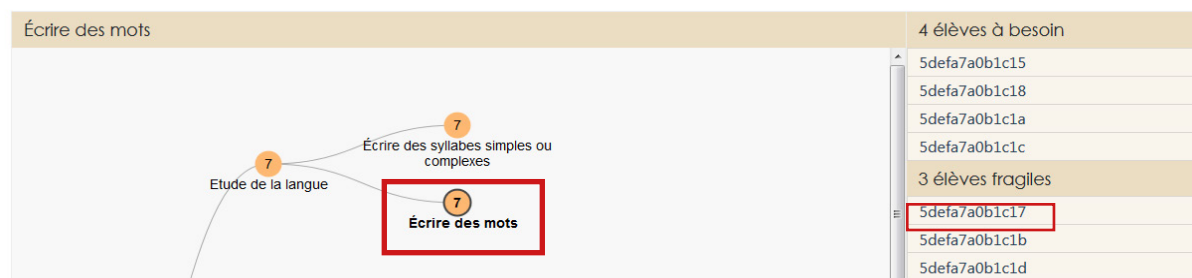 Écrire des mots
7
Écrire des syllabes simples ou
complexes
7
Etude de la langue
7
Écrire des mots
4 élèves à besoin
5defa7a0b1c15
5defa7a0b1c18
5defa7a0b1c1a
5defa7a0b1c1c
3 élèves fragiles
5defa7a0b1c17
5defa7a0b1c1b
5defa7a0b1c1d